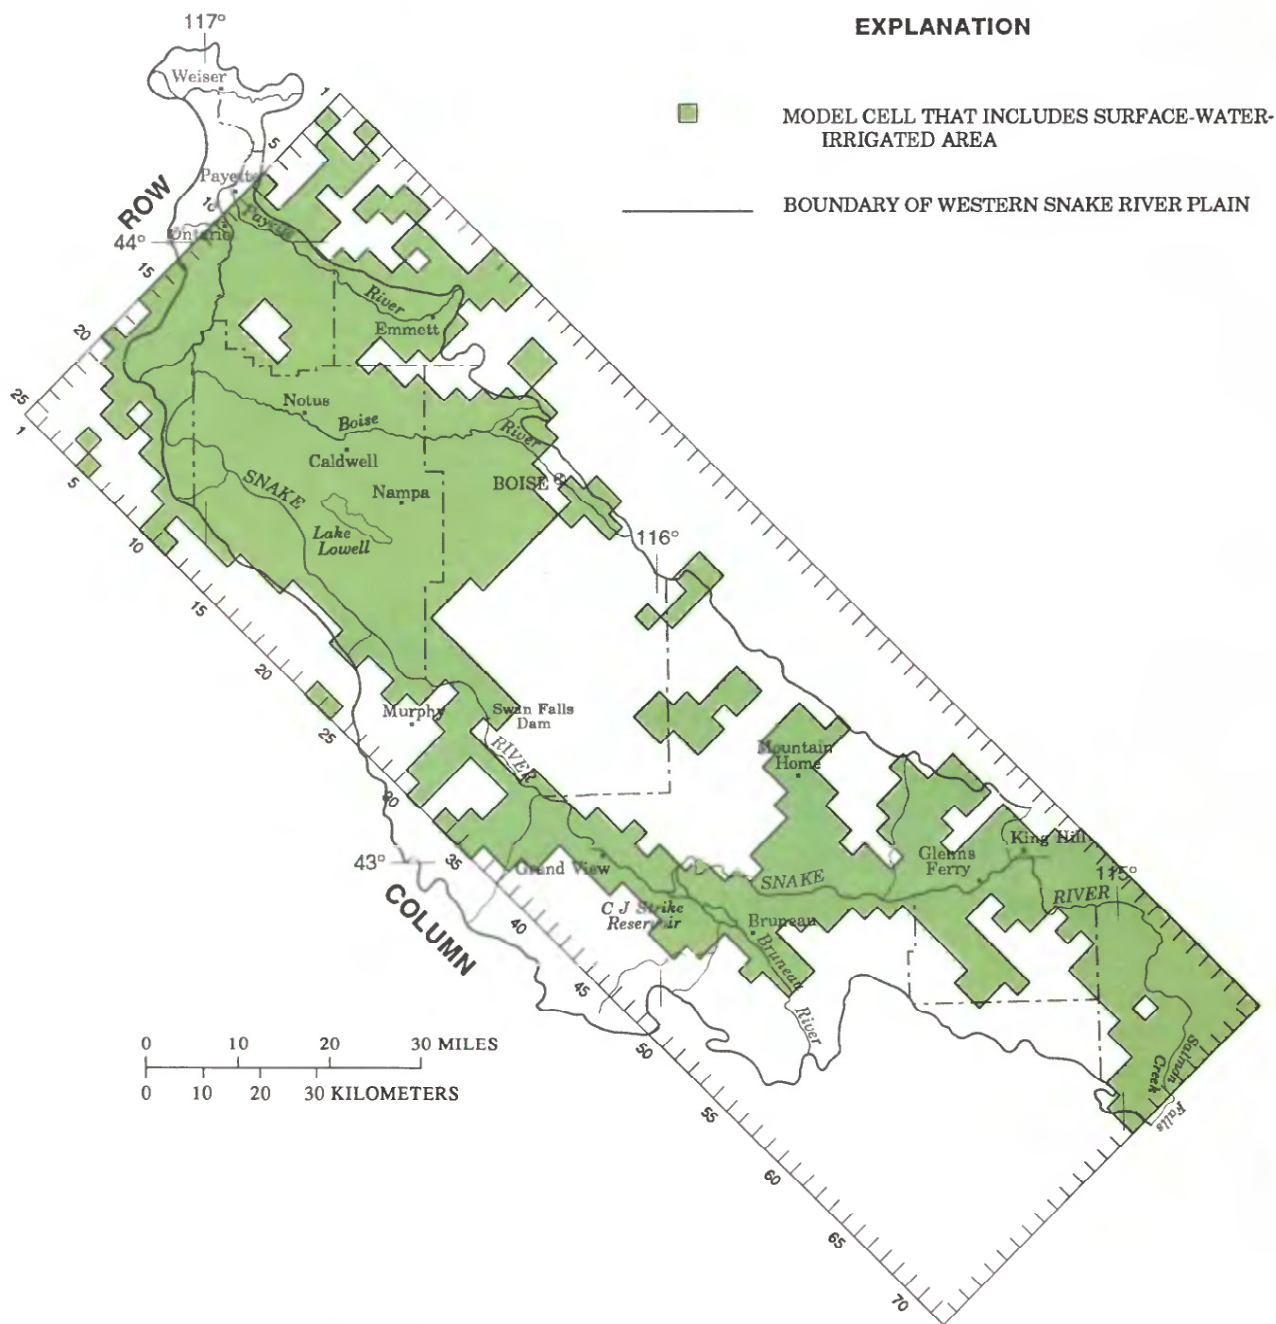 117°
EXPLANATION
Weiser
MODEL CELL THAT INCLUDES SURFACE-WATER-
IRRIGATED AREA
1
5
Payette
ROW
10
Payette
BOUNDARY OF WESTERN SNAKE RIVER PLAIN
Ontario
44°
15
River
Emmett
20
25
1
Notus
Boise
River
Caldwell
SNAKE
BOISE
Nampa
5
Lake
Lowell
116°
10
15
20
Murphy
Swan Falls
Dam
25
RIVER
Mountain
Home
30
King Hill
35
43°
Grand View
Glenns
Ferry
115°
SNAKE
RIVER
COLUMN
C J Strike
Reservoir
Bruneau
40
Bruneau
River
45
50
Salmon
Falls
Creek
0 10 20 30 MILES
0 10 20 30 KILOMETERS
55
60
65
70